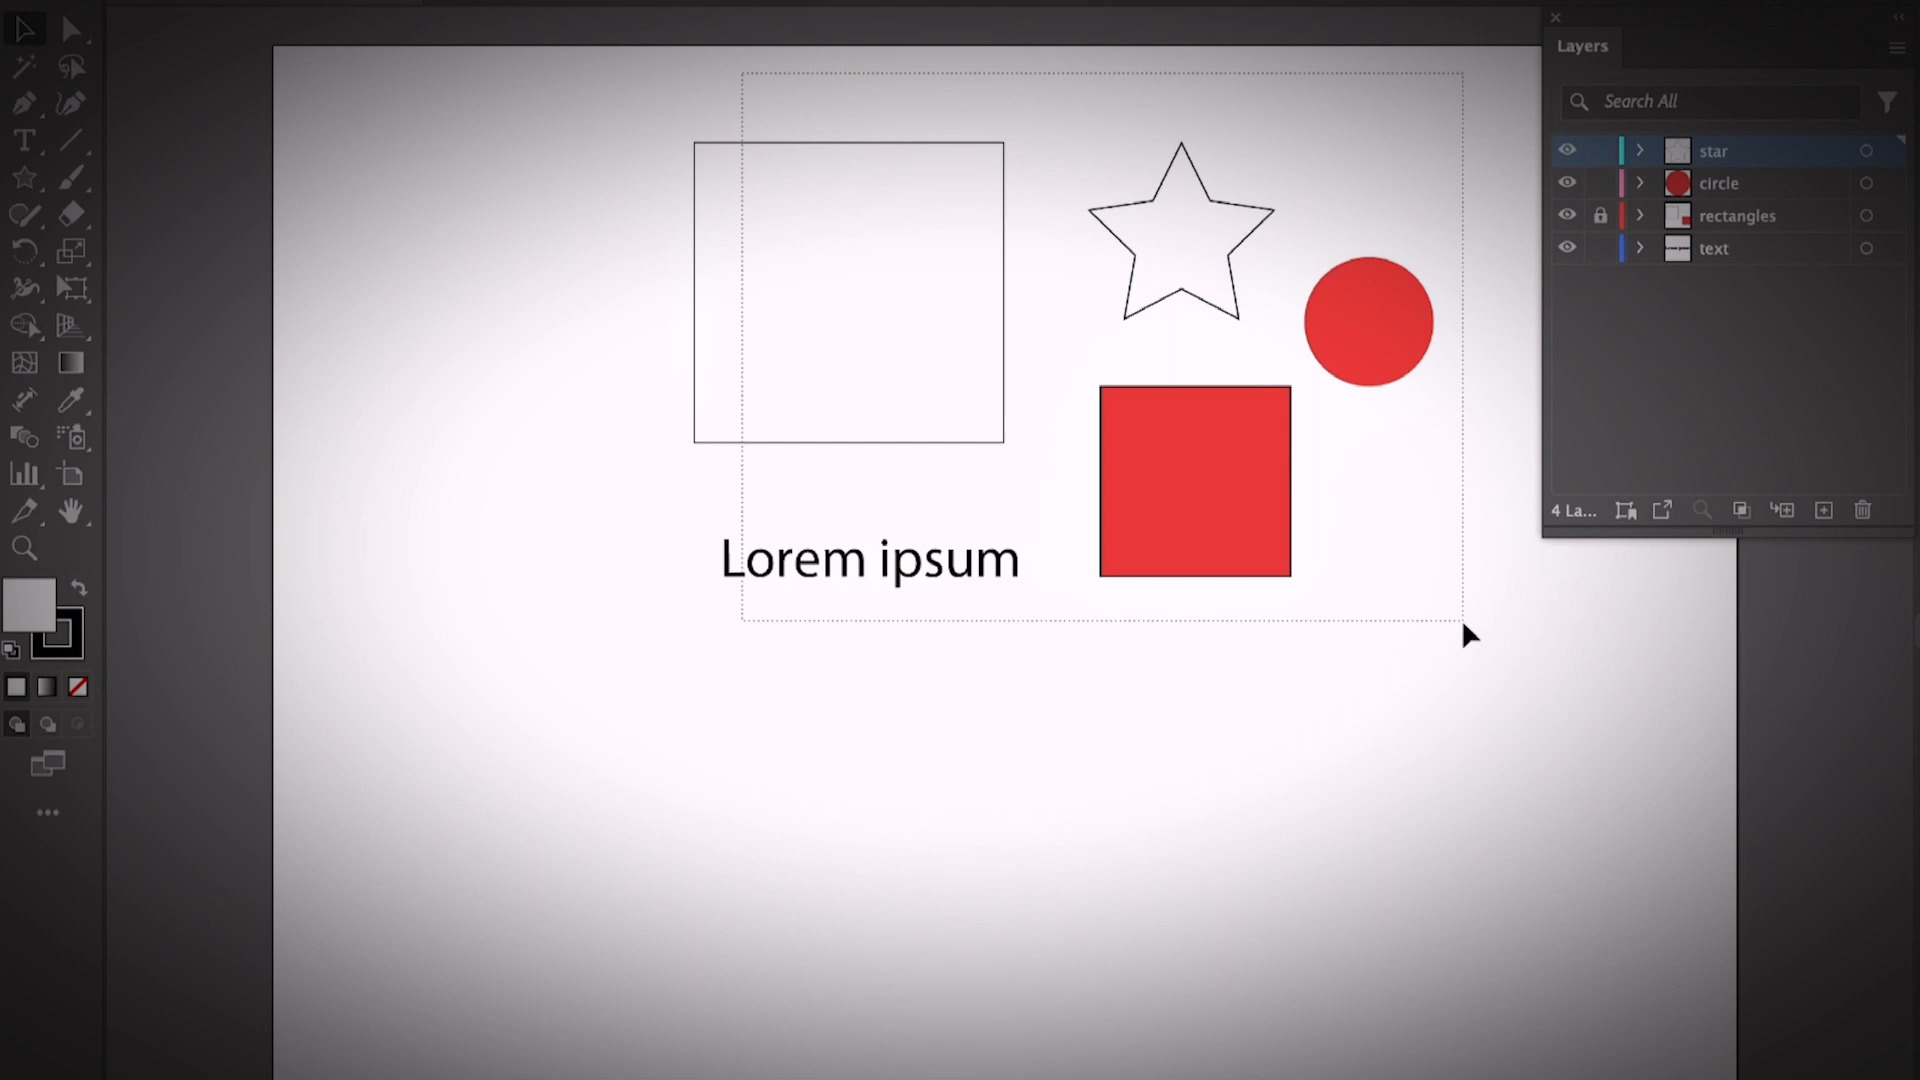 Layers
Search All
star
circle
rectangles
text
4 La...
Lorem ipsum